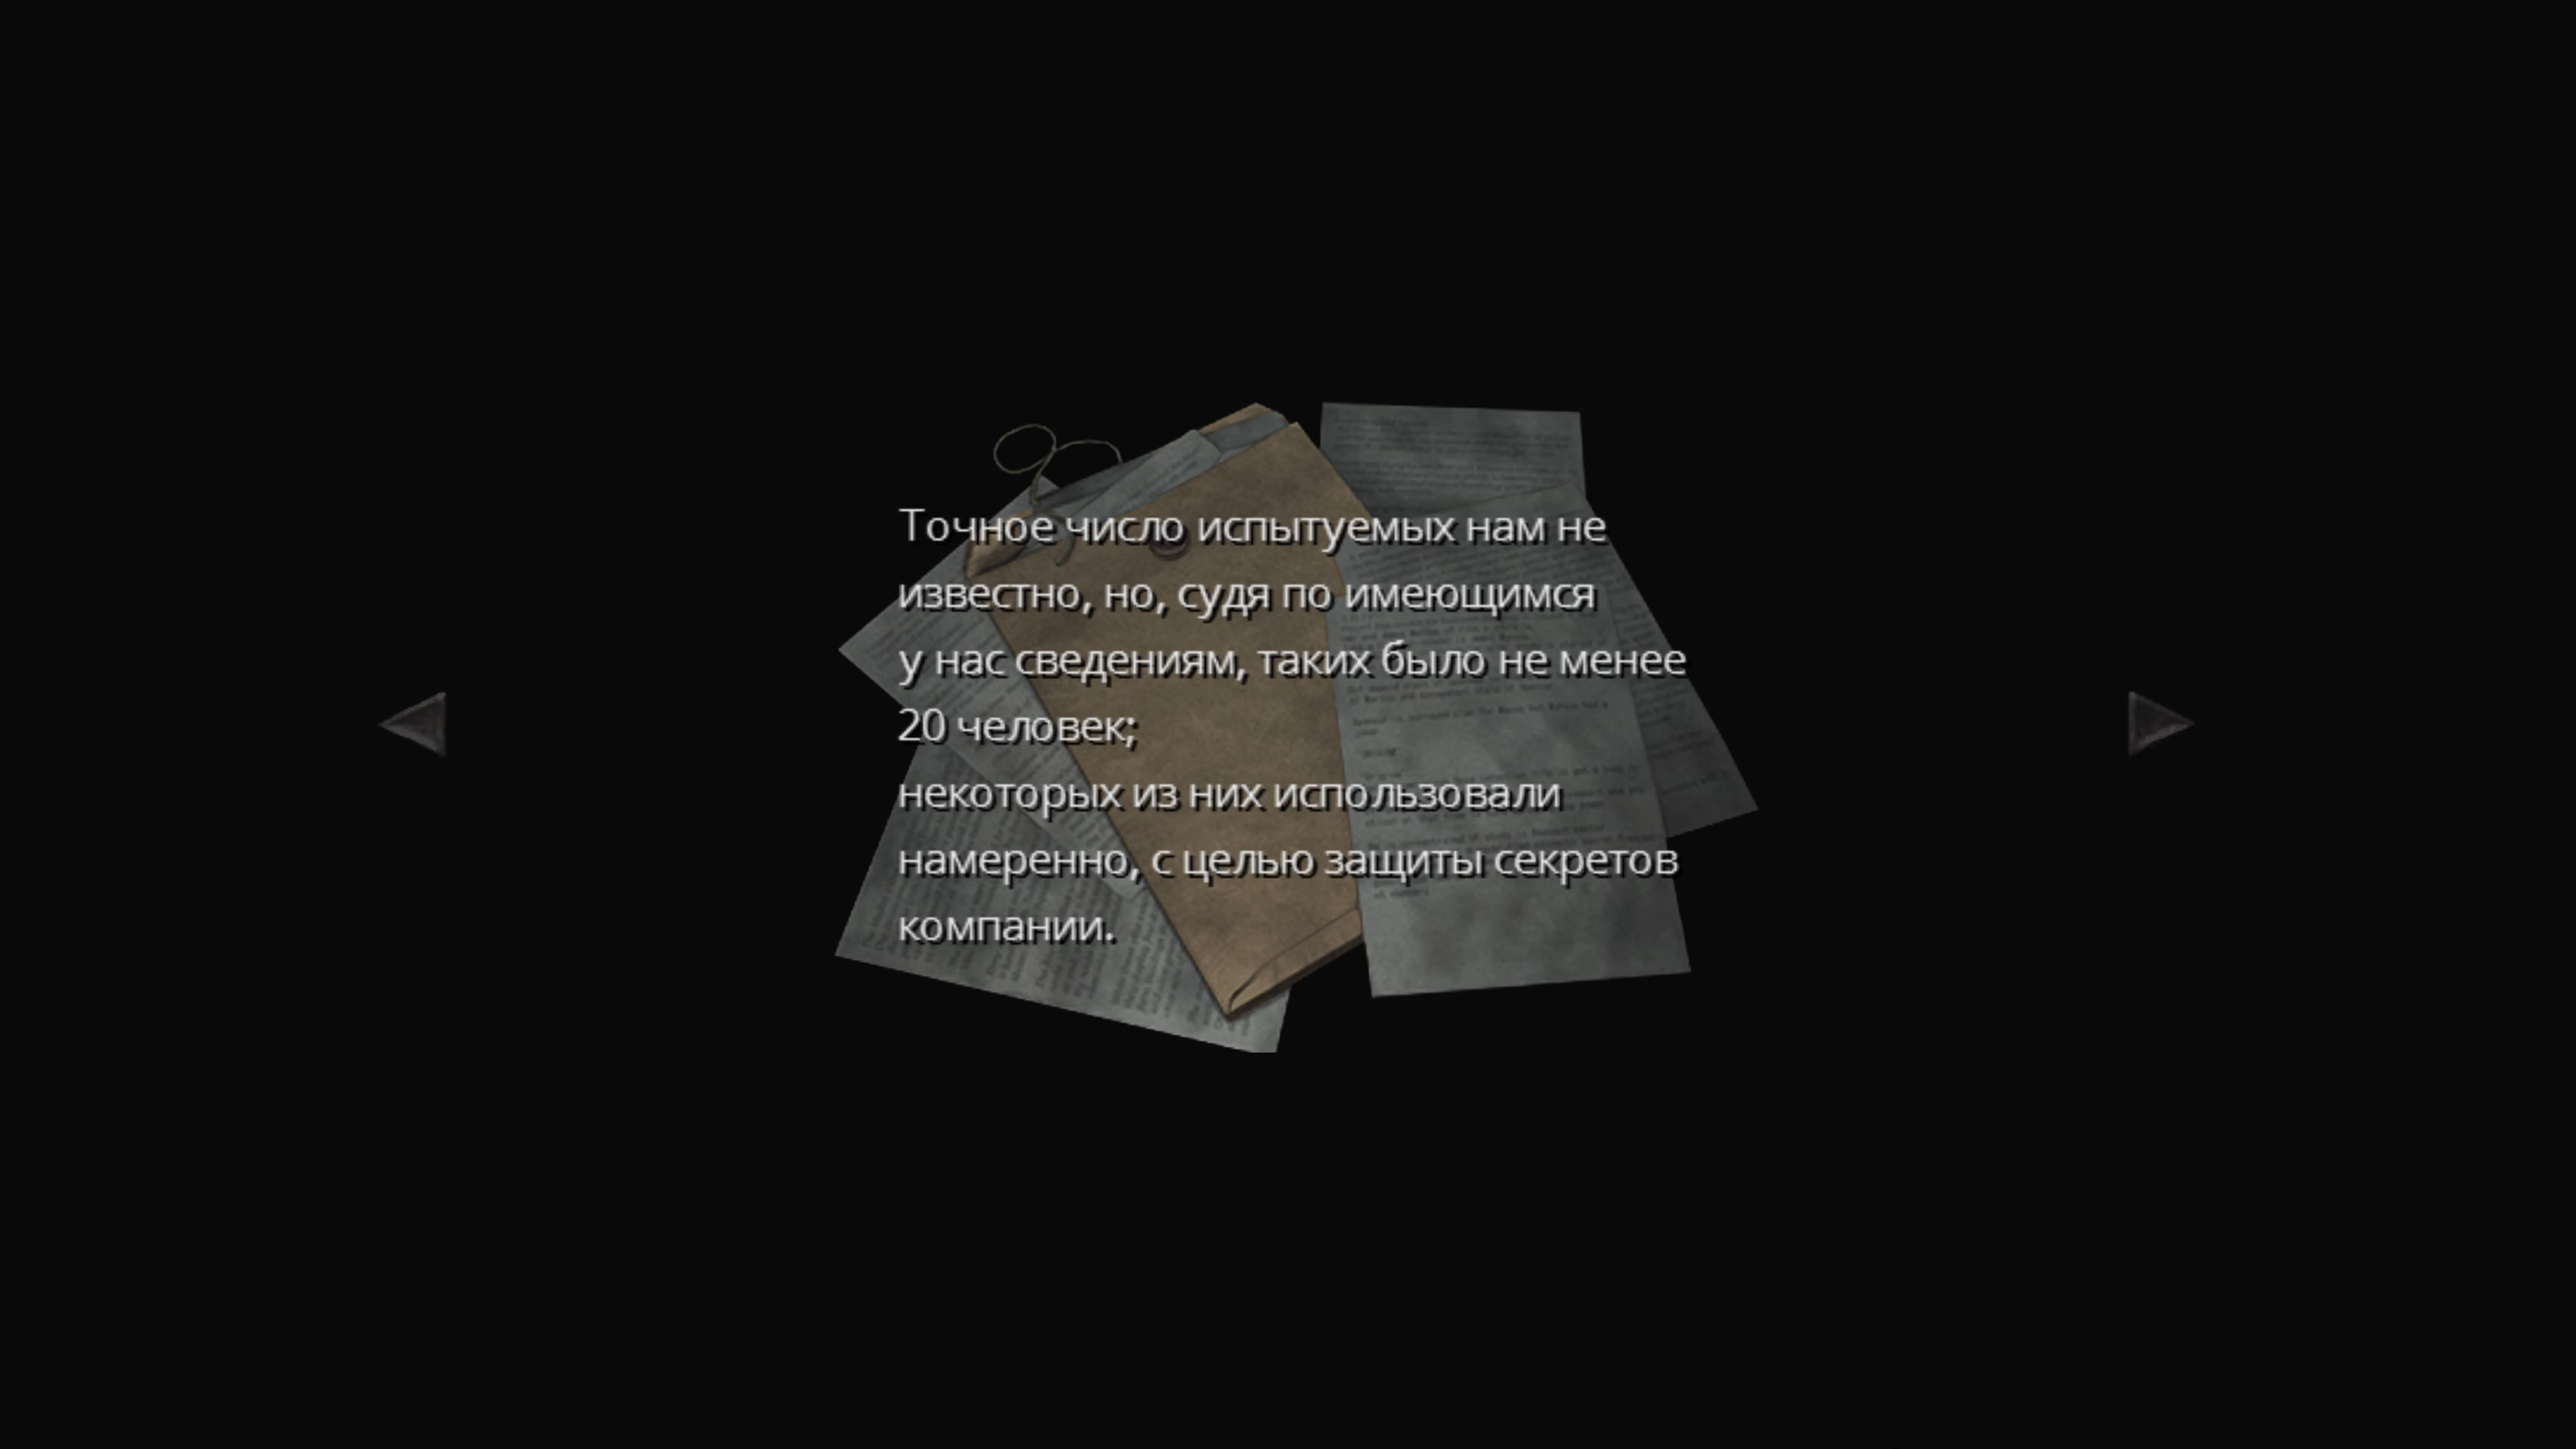 Точное число испытуемых нам не
известно, но, судя по имеющимся
у нас сведениям, таких было не менее
20 человек;
некоторых из них использовали
намеренно, с целью защиты секретов
компании.